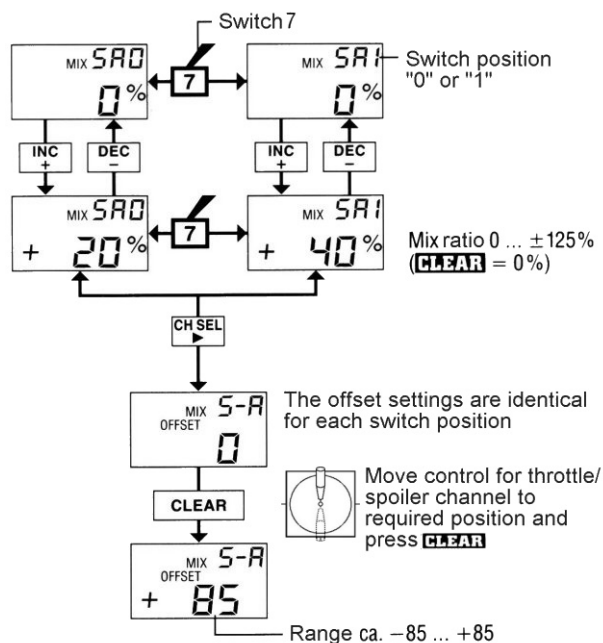 Switch 7
MIX SA0
0%
7
MIX SA1
0%
Switch position
"0" or "1"
INC
+
DEC
−
INC
+
DEC
−
MIX SA0
+ 20%
7
MIX SA1
+ 40%
Mix ratio 0 ... ±125%
(CLEAR = 0%)
CH SEL
▶
MIX S-A
OFFSET
0
The offset settings are identical
for each switch position
CLEAR
Move control for throttle/
spoiler channel to
required position and
press CLEAR
MIX S-A
OFFSET
+ 85
Range ca. −85 ... +85